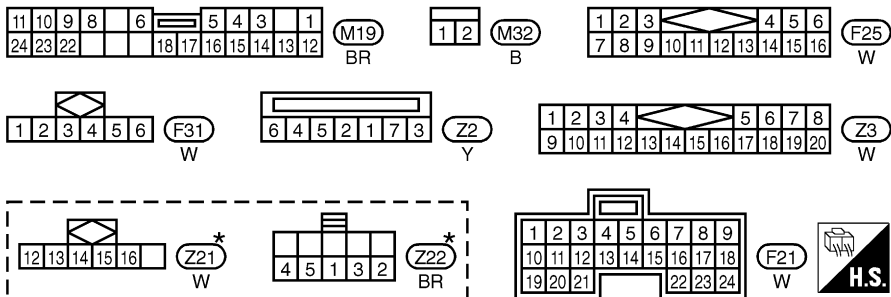 11 10 9 8 6 5 4 3 1
24 23 22 18 17 16 15 14 13 12
M19
BR
1 2
M32
B
1 2 3 4 5 6
7 8 9 10 11 12 13 14 15 16
F25
W
1 2 3 4 5 6
F31
W
6 4 5 2 1 7 3
Z2
Y
1 2 3 4 5 6 7 8
9 10 11 12 13 14 15 16 17 18 19 20
Z3
W
12 13 14 15 16
Z21 *
W
4 5 1 3 2
Z22 *
BR
1 2 3 4 5 6 7 8 9
10 11 12 13 14 15 16 17 18
19 20 21 22 23 24
F21
W
H.S.